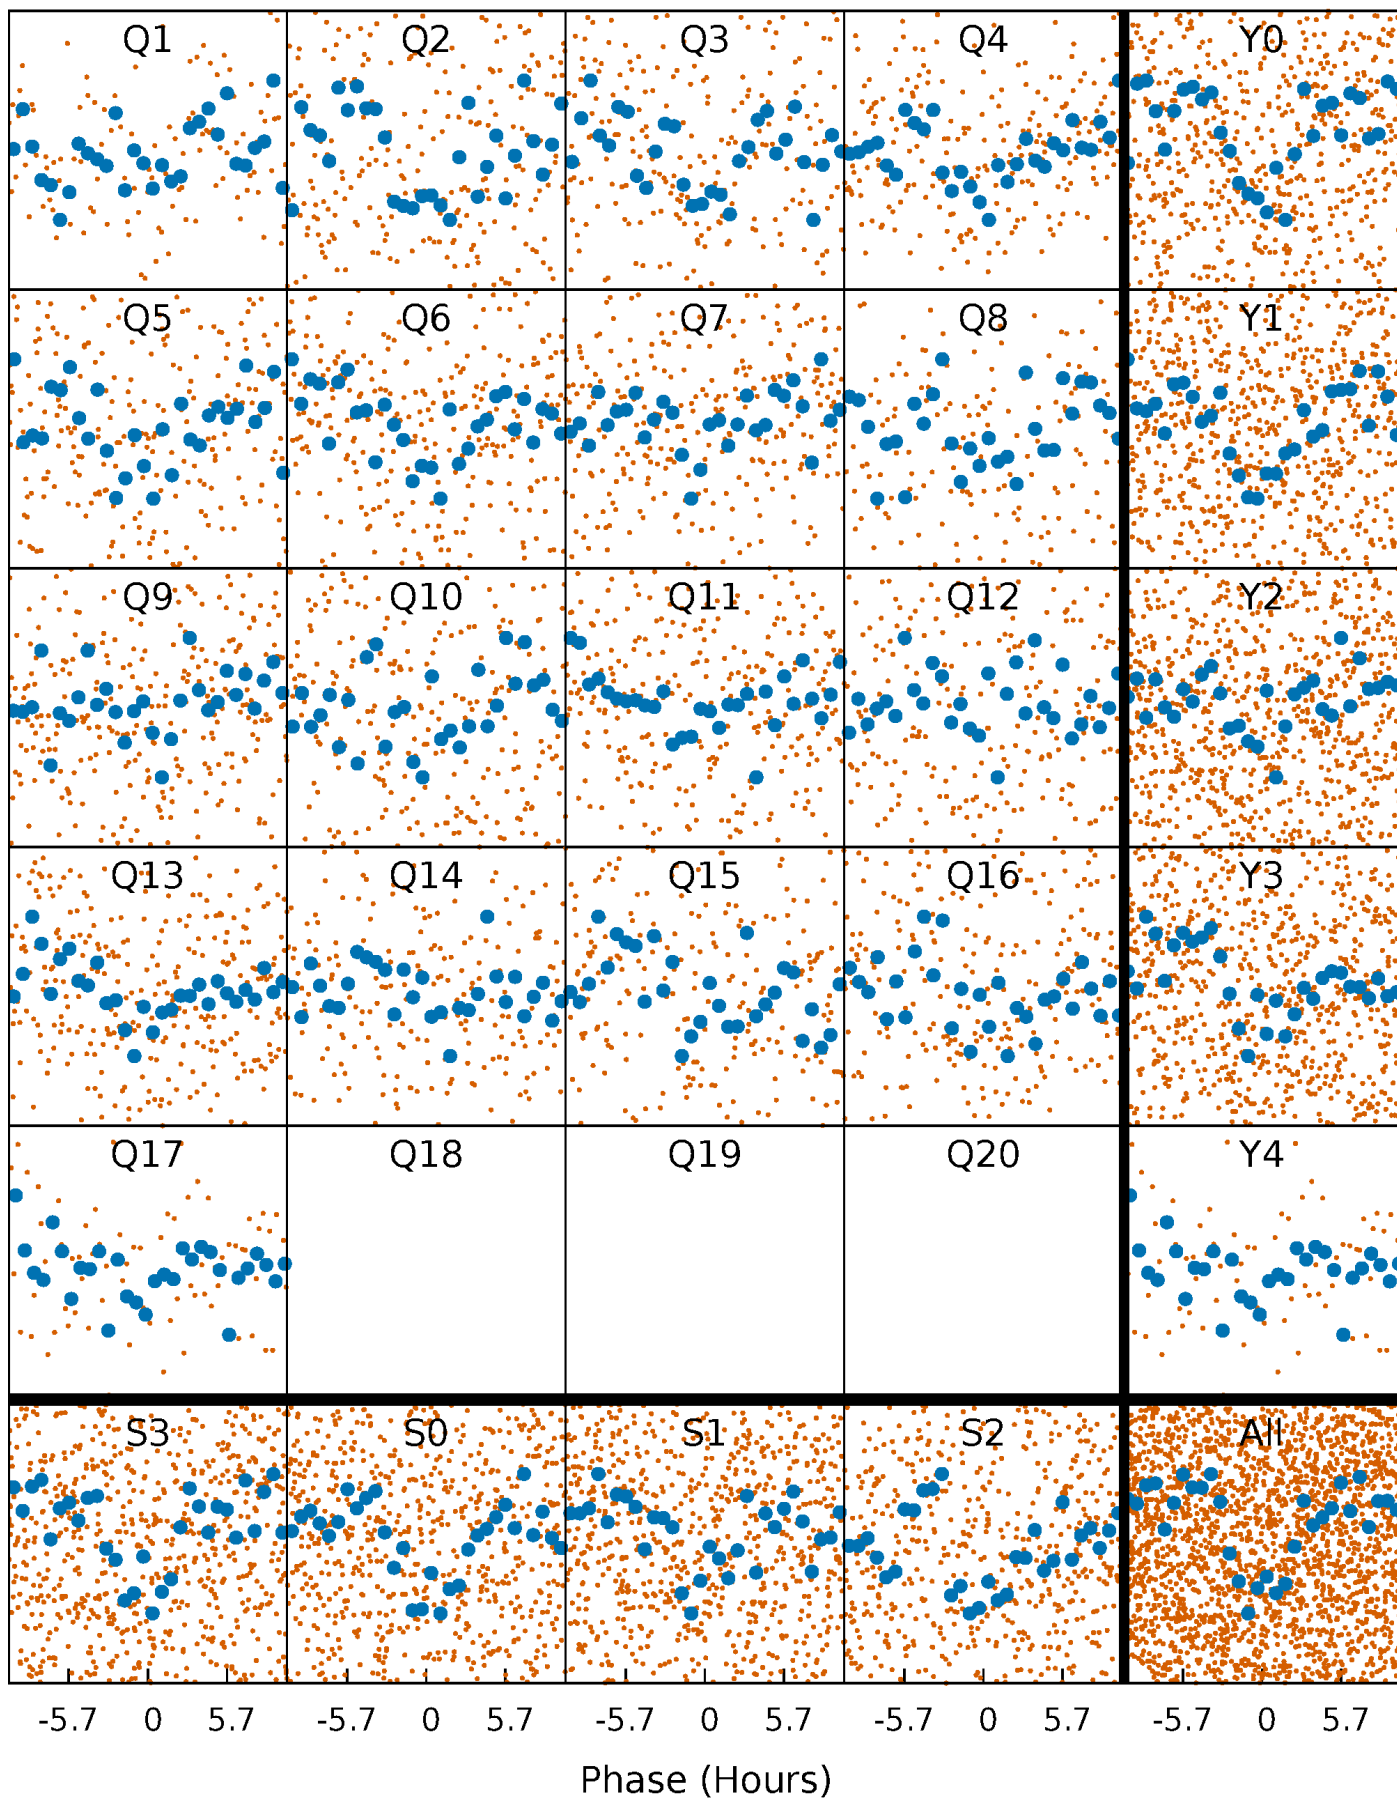 Q1 Q2 Q3 Q4 Y0
Q5 Q6 Q7 Q8 Y1
Q9 Q10 Q11 Q12 Y2
Q13 Q14 Q15 Q16 Y3
Q17 Q18 Q19 Q20 Y4
S3 S0 S1 S2 All
-5.7 0 5.7 -5.7 0 5.7 -5.7 0 5.7 -5.7 0 5.7 -5.7 0 5.7
Phase (Hours)